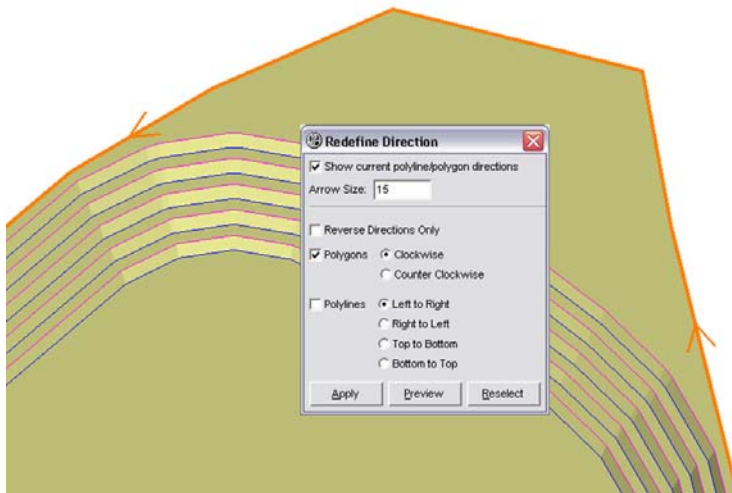 Redefine Direction
Show current polyline/polygon directions
Arrow Size: 15
Reverse Directions Only
Polygons Clockwise
Counter Clockwise
Polylines Left to Right
Right to Left
Top to Bottom
Bottom to Top
Apply Preview Reselect